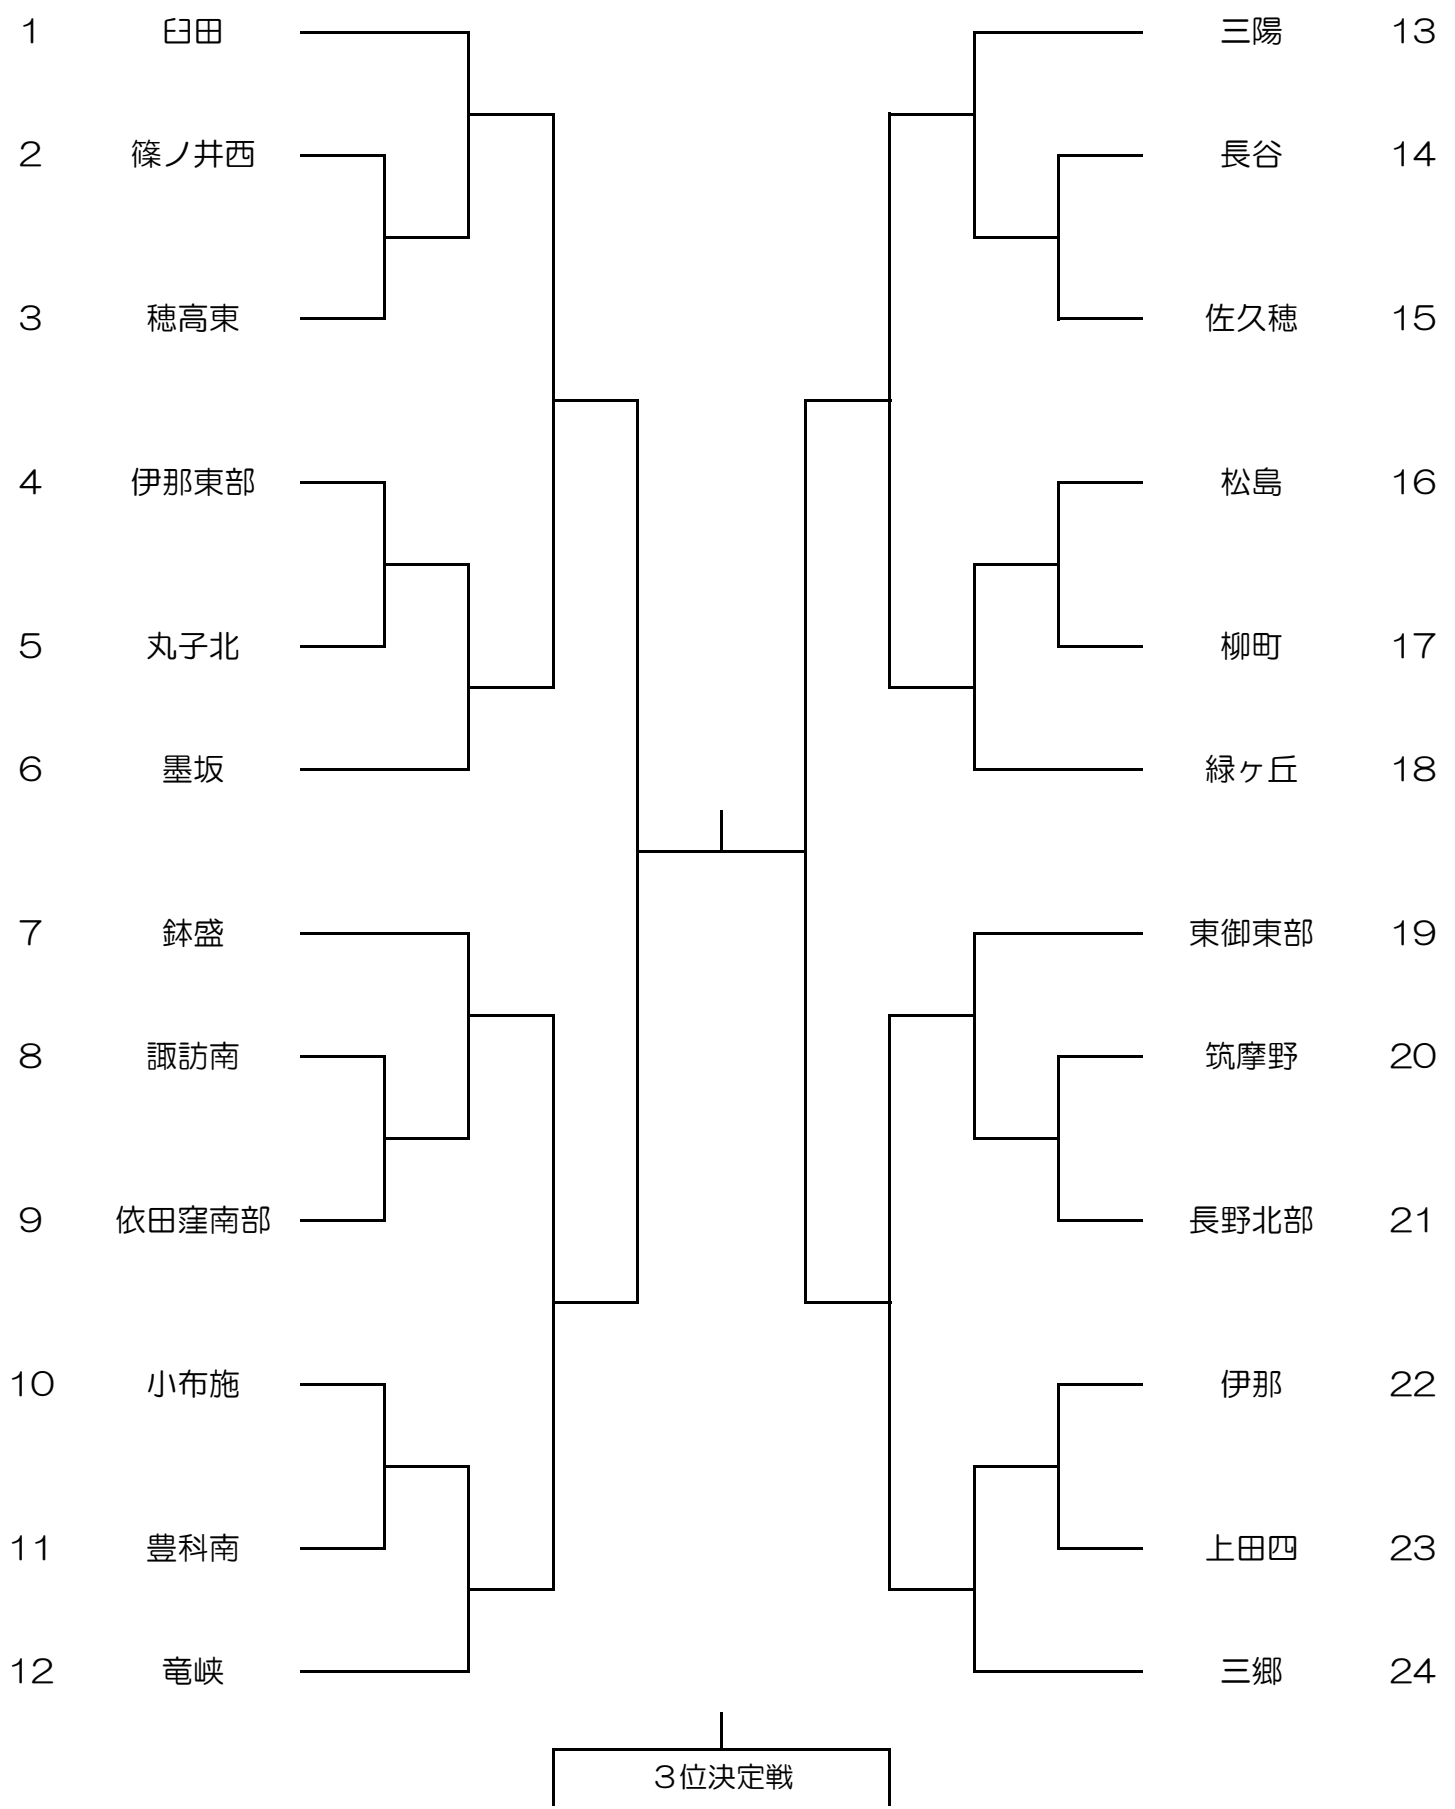 1 臼田 三陽 13
2 篠ノ井西 長谷 14
3 穂高東 佐久穂 15
4 伊那東部 松島 16
5 丸子北 柳町 17
6 墨坂 緑ヶ丘 18
7 鉢盛 東御東部 19
8 諏訪南 筑摩野 20
9 依田窪南部 長野北部 21
10 小布施 伊那 22
11 豊科南 上田四 23
12 竜峡 三郷 24
３位決定戦